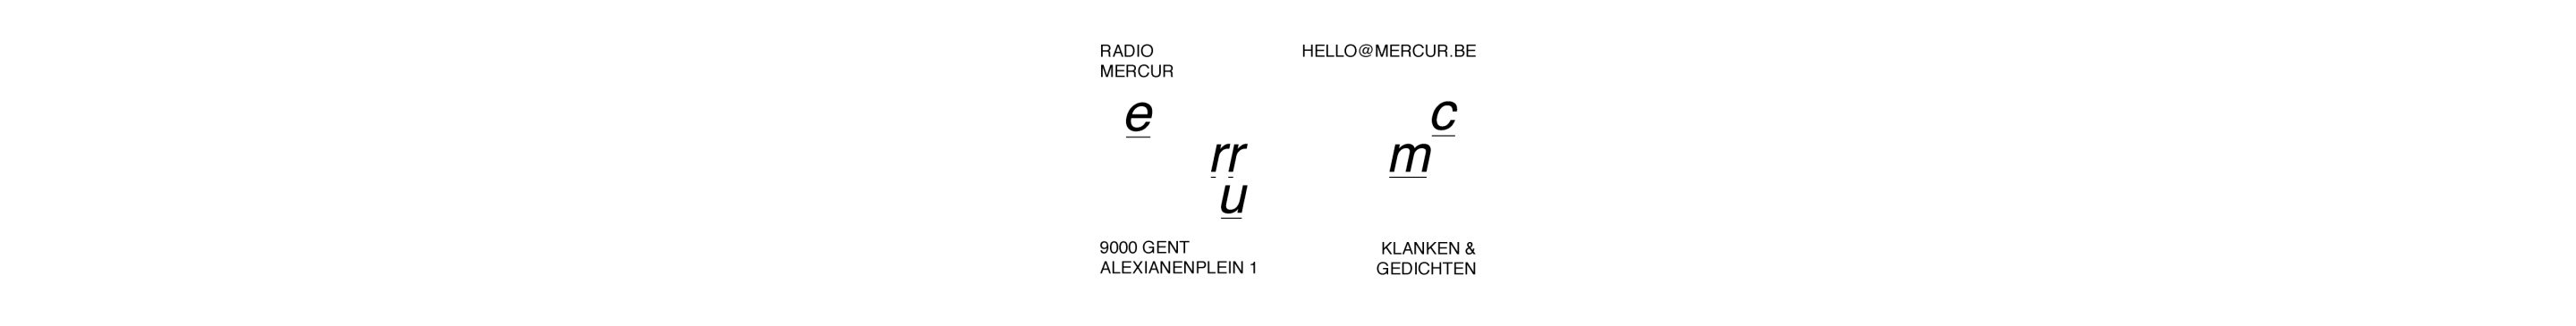 RADIO
MERCUR
HELLO@MERCUR.BE
e
c
rr
m
u
9000 GENT
ALEXIANENPLEIN 1
KLANKEN &
GEDICHTEN